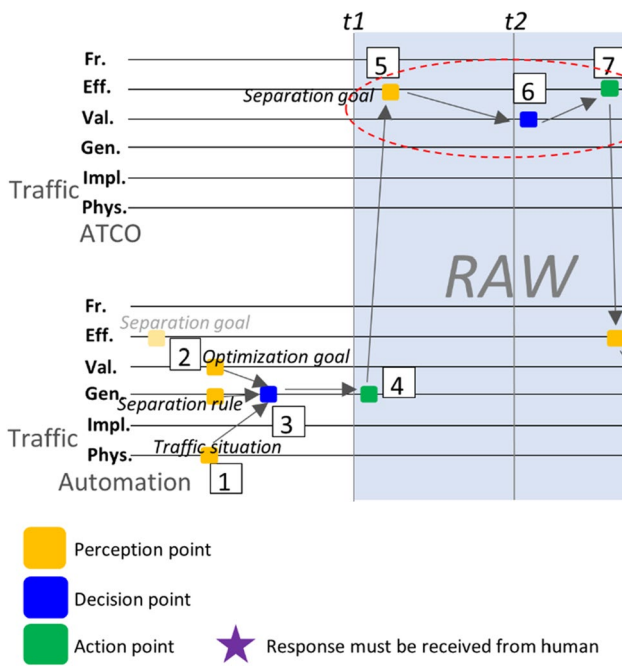 t1 t2
Fr. 5 7
Eff. 6
Separation goal
Val.
Gen.
Impl.
Traffic
Phys.
ATCO
RAW
Fr.
Separation goal
Eff.
2 Optimization goal
Val.
Gen. 4
Separation rule
Impl. 3
Traffic
Traffic situation
Phys.
1
Automation
Perception point
Decision point
Action point Response must be received from human